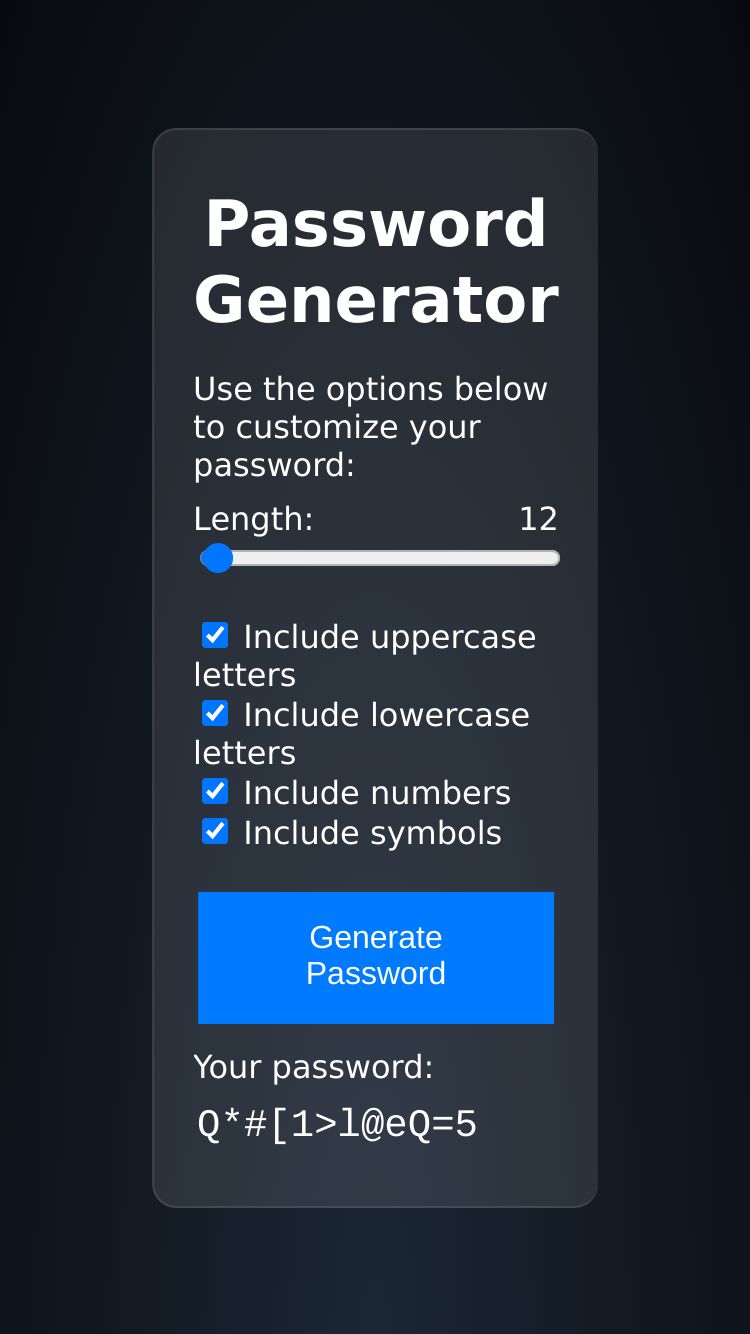 Password
Generator
Use the options below
to customize your
password:
Length: 12
Include uppercase
letters
Include lowercase
letters
Include numbers
Include symbols
Generate
Password
Your password:
Q*#[1>l@eQ=5